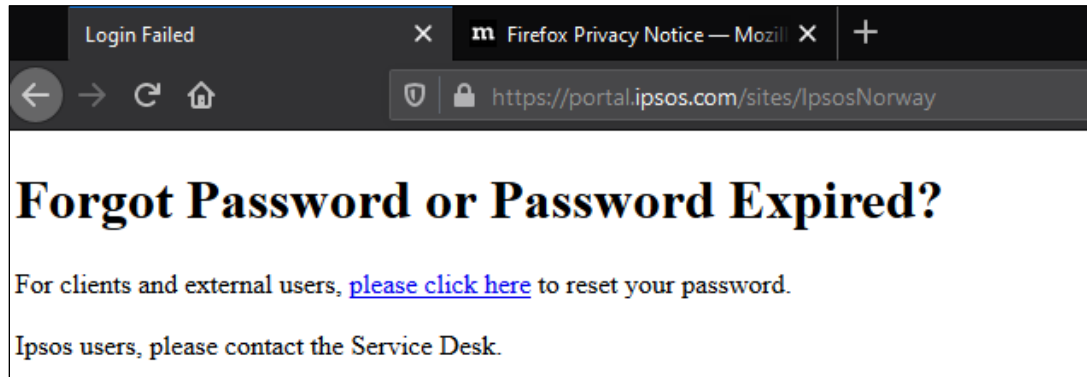 Login Failed
m Firefox Privacy Notice — Mozill
https://portal.ipsos.com/sites/IpsosNorway
Forgot Password or Password Expired?
For clients and external users, please click here to reset your password.
Ipsos users, please contact the Service Desk.